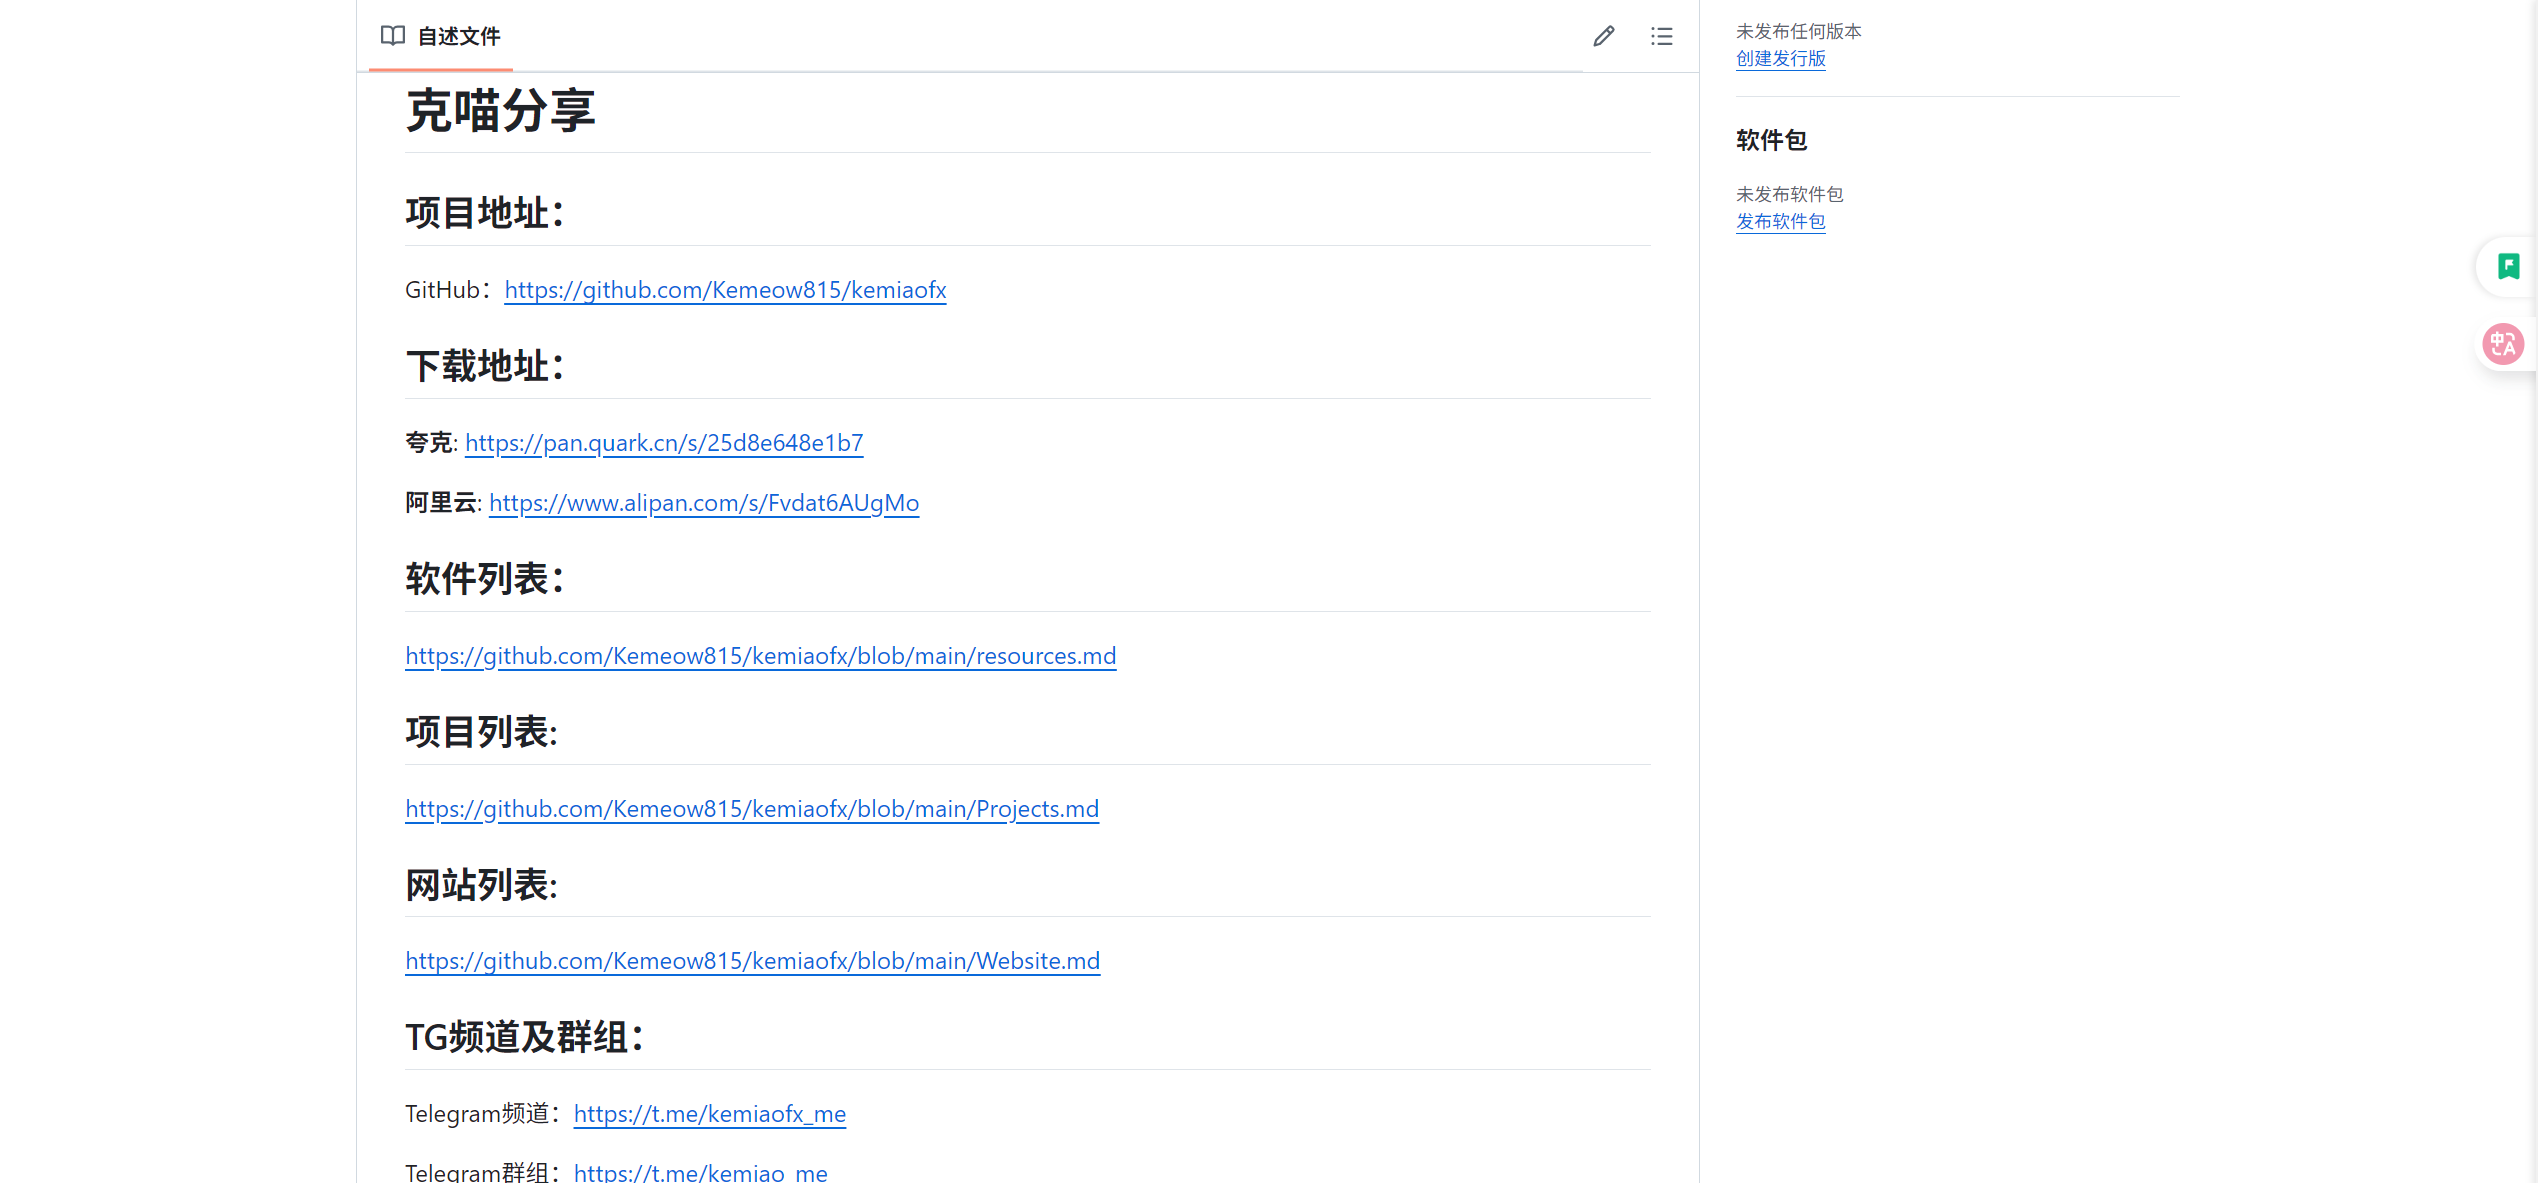 自述文件
克喵分享
项目地址：
GitHub：https://github.com/Kemeow815/kemiaofx
下载地址：
夸克: https://pan.quark.cn/s/25d8e648e1b7
阿里云: https://www.alipan.com/s/Fvdat6AUgMo
软件列表：
https://github.com/Kemeow815/kemiaofx/blob/main/resources.md
项目列表:
https://github.com/Kemeow815/kemiaofx/blob/main/Projects.md
网站列表:
https://github.com/Kemeow815/kemiaofx/blob/main/Website.md
TG频道及群组：
Telegram频道：https://t.me/kemiaofx_me
Telegram群组：https://t.me/kemiao_me
未发布任何版本
创建发行版
软件包
未发布软件包
发布软件包
中A